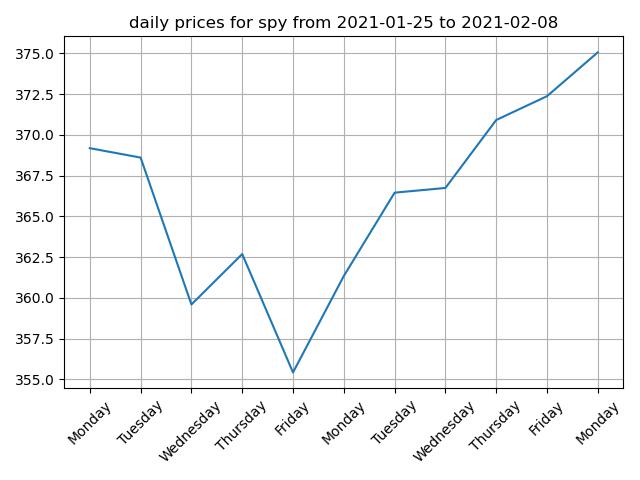 daily prices for spy from 2021-01-25 to 2021-02-08
375.0
372.5
370.0
367.5
365.0
362.5
360.0
357.5
355.0
Monday
Tuesday
Wednesday
Thursday
Friday
Monday
Tuesday
Wednesday
Thursday
Friday
Monday